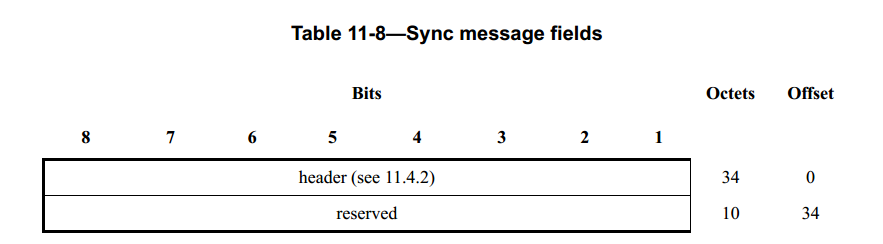 Table 11-8—Sync message fields
Bits Octets Offset
8 7 6 5 4 3 2 1
header (see 11.4.2) 34 0
reserved 10 34